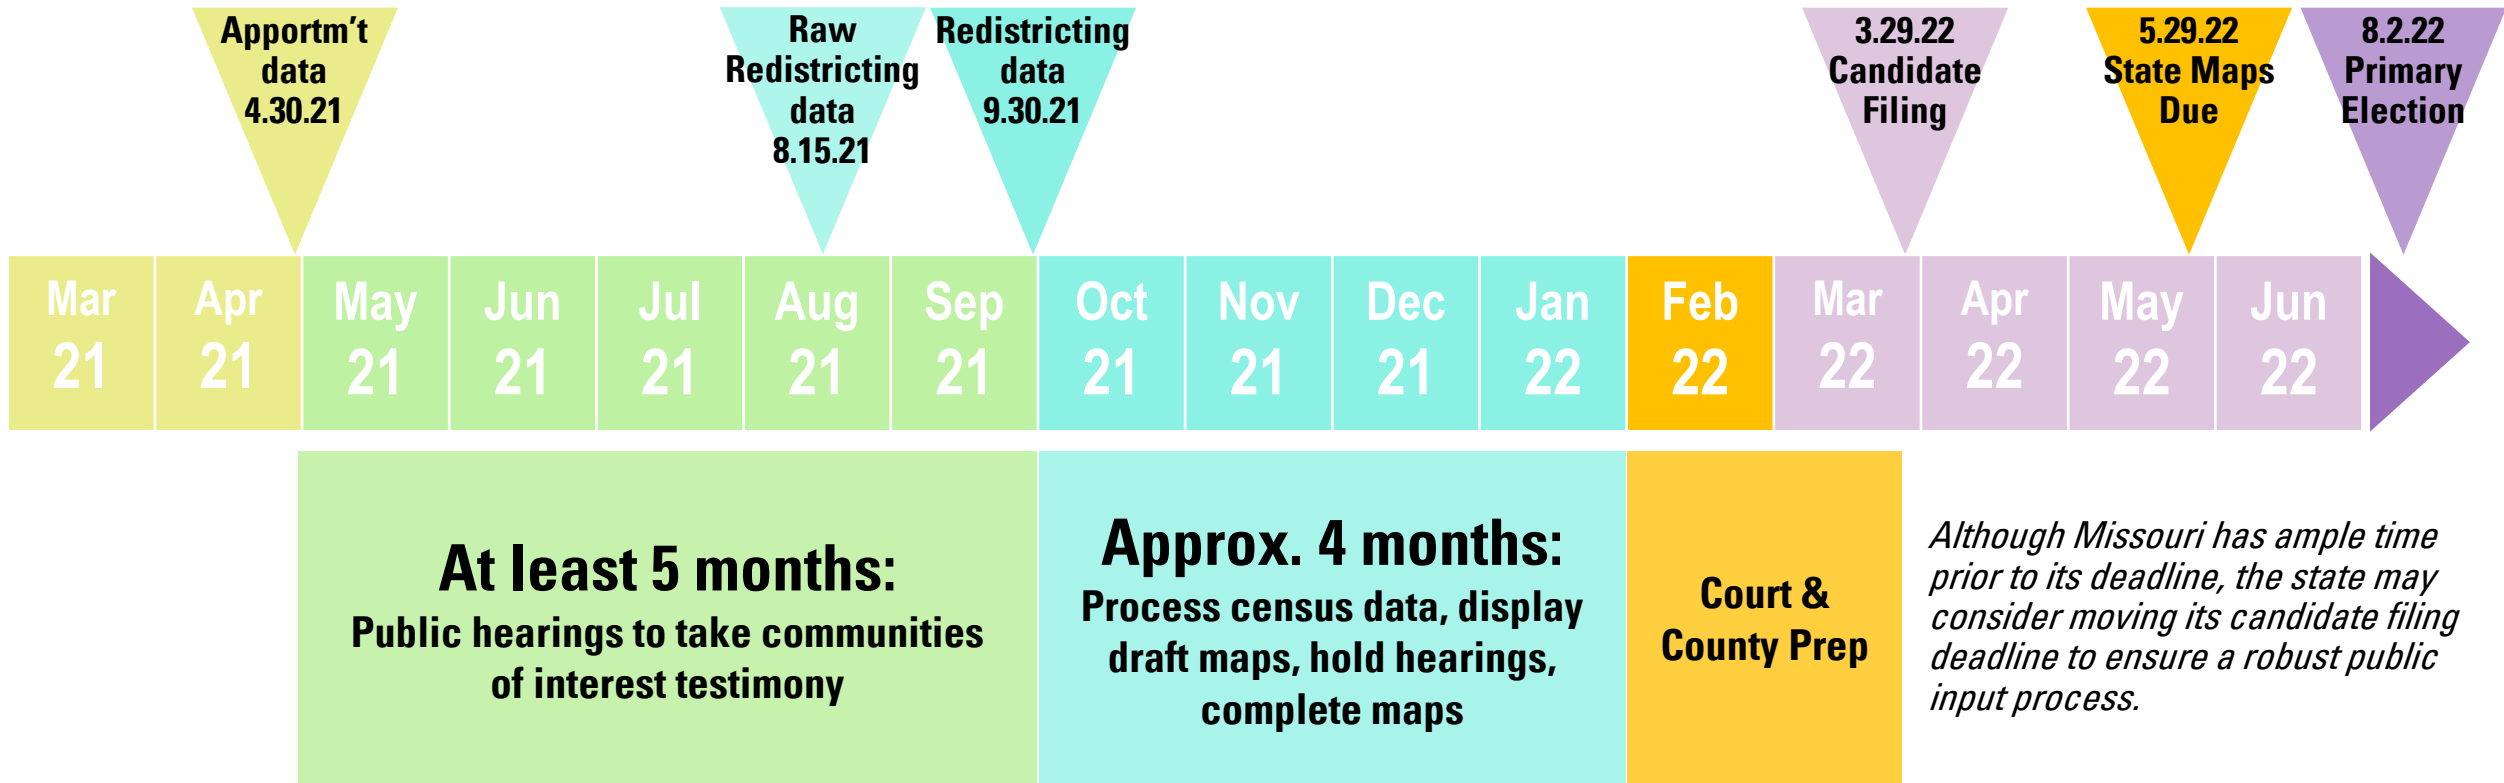 Apportm't
data
4.30.21
Raw
Redistricting
data
8.15.21
Redistricting
data
9.30.21
3.29.22
Candidate
Filing
5.29.22
State Maps
Due
8.2.22
Primary
Election
Mar
21
Apr
21
May
21
Jun
21
Jul
21
Aug
21
Sep
21
Oct
21
Nov
21
Dec
21
Jan
22
Feb
22
Mar
22
Apr
22
May
22
Jun
22
At least 5 months:
Public hearings to take communities
of interest testimony
Approx. 4 months:
Process census data, display
draft maps, hold hearings,
complete maps
Court &
County Prep
Although Missouri has ample time
prior to its deadline, the state may
consider moving its candidate filing
deadline to ensure a robust public
input process.